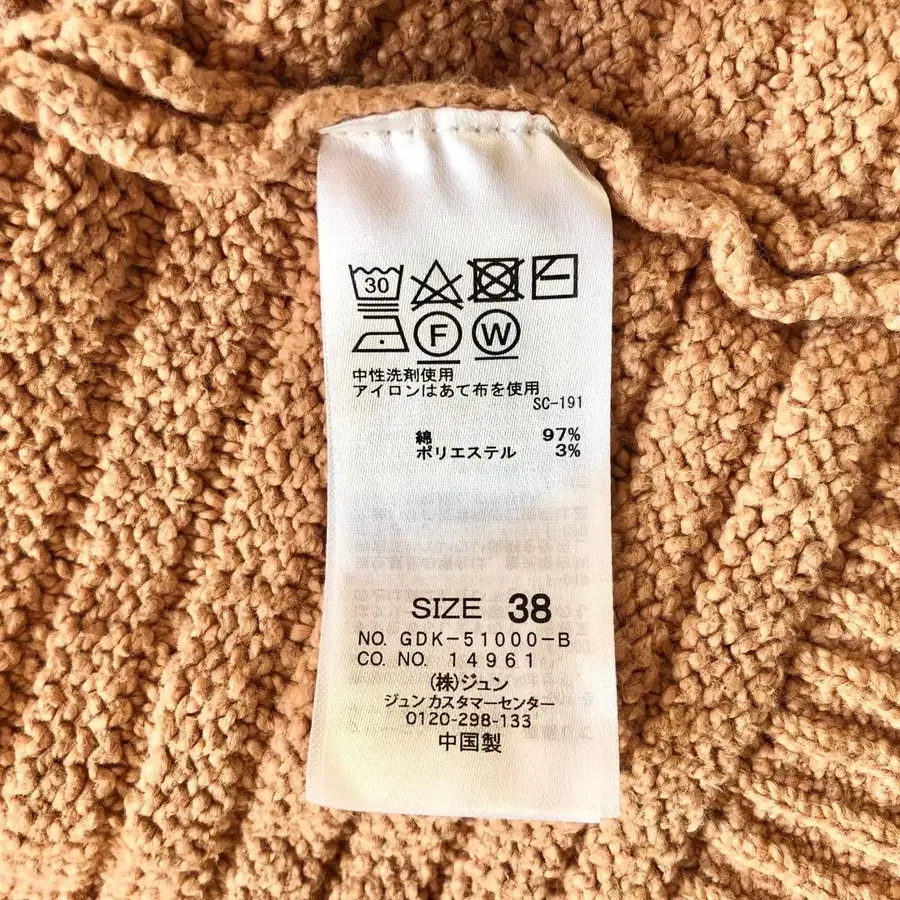 30
F W
中性洗剤使用
アイロンはあて布を使用
SC-191
綿 97%
ポリエステル 3%
SIZE 38
NO. GDK-51000-B
CO. NO. 14961
(株)ジュン
ジュンカスタマーセンター
0120-298-133
中国製